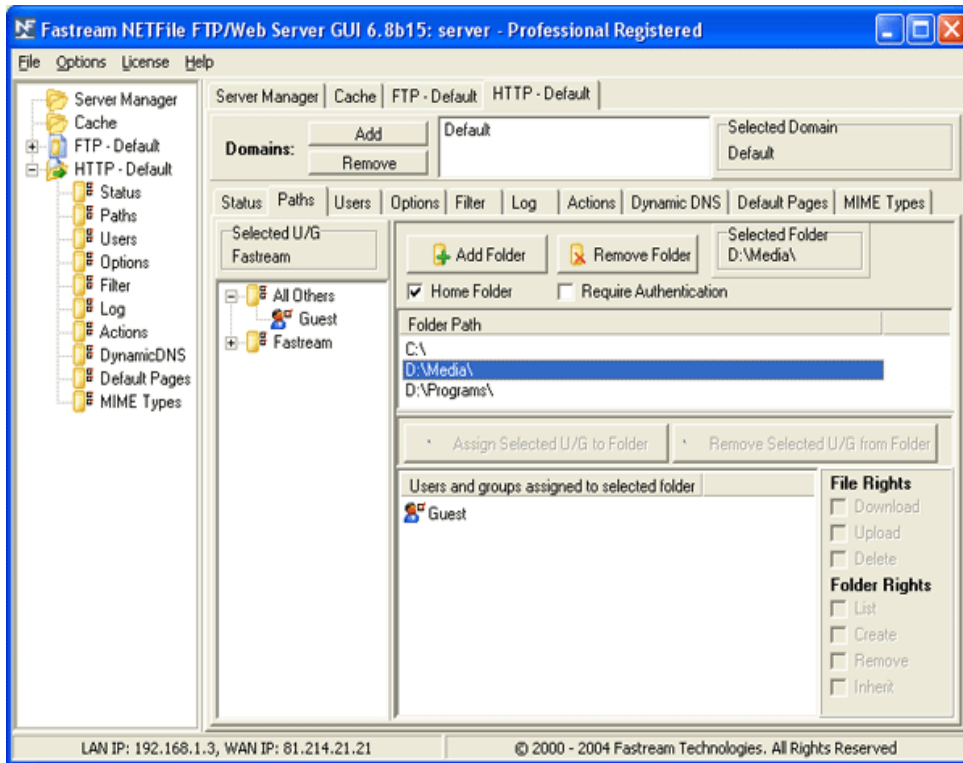 Fastream NETFile FTP/Web Server GUI 6.8b15: server - Professional Registered
File Options License Help
Server Manager
Cache
FTP - Default
HTTP - Default
Status
Paths
Users
Options
Filter
Log
Actions
DynamicDNS
Default Pages
MIME Types
Server Manager Cache FTP - Default HTTP - Default
Domains:
Add
Remove
Default
Selected Domain
Default
Status Paths Users Options Filter Log Actions Dynamic DNS Default Pages MIME Types
Selected U/G
Fastream
All Others
Guest
Fastream
Add Folder
Remove Folder
Selected Folder
D:\Media\
Home Folder
Require Authentication
Folder Path
C:\
D:\Media\
D:\Programs\
Assign Selected U/G to Folder
Remove Selected U/G from Folder
Users and groups assigned to selected folder
Guest
File Rights
Download
Upload
Delete
Folder Rights
List
Create
Remove
Inherit
LAN IP: 192.168.1.3, WAN IP: 81.214.21.21
© 2000 - 2004 Fastream Technologies. All Rights Reserved